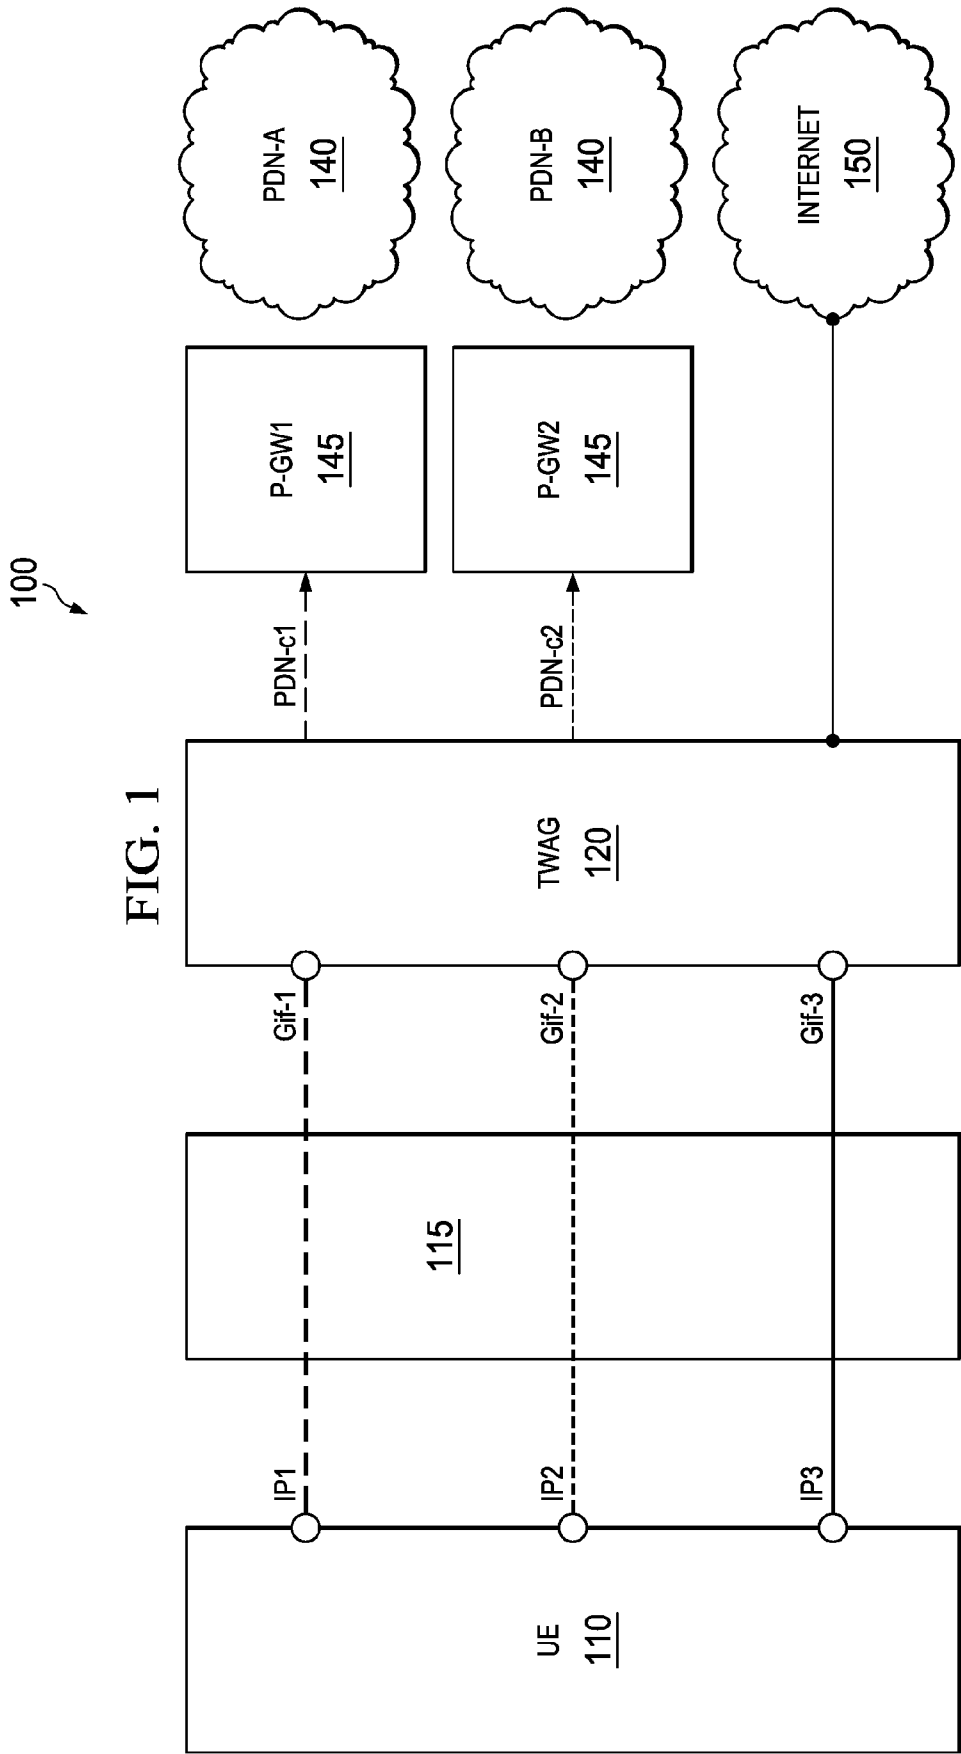 FIG. 1
100
UE
110
IP1
IP2
IP3
115
Gif-1
Gif-2
Gif-3
TWAG
120
PDN-c1
PDN-c2
P-GW1
145
P-GW2
145
PDN-A
140
PDN-B
140
INTERNET
150